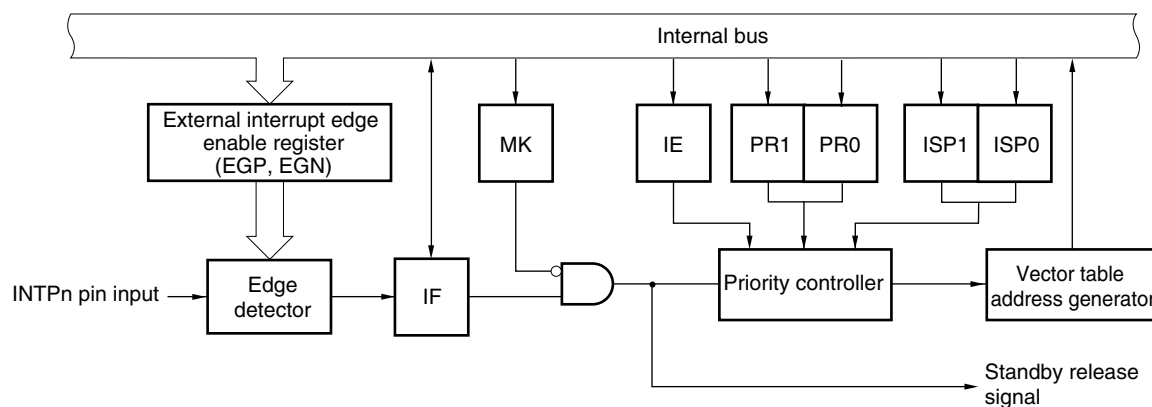 Internal bus
External interrupt edge
enable register
(EGP, EGN)
MK
IE
PR1
PR0
ISP1
ISP0
INTPn pin input
Edge
detector
IF
Priority controller
Vector table
address generator
Standby release
signal